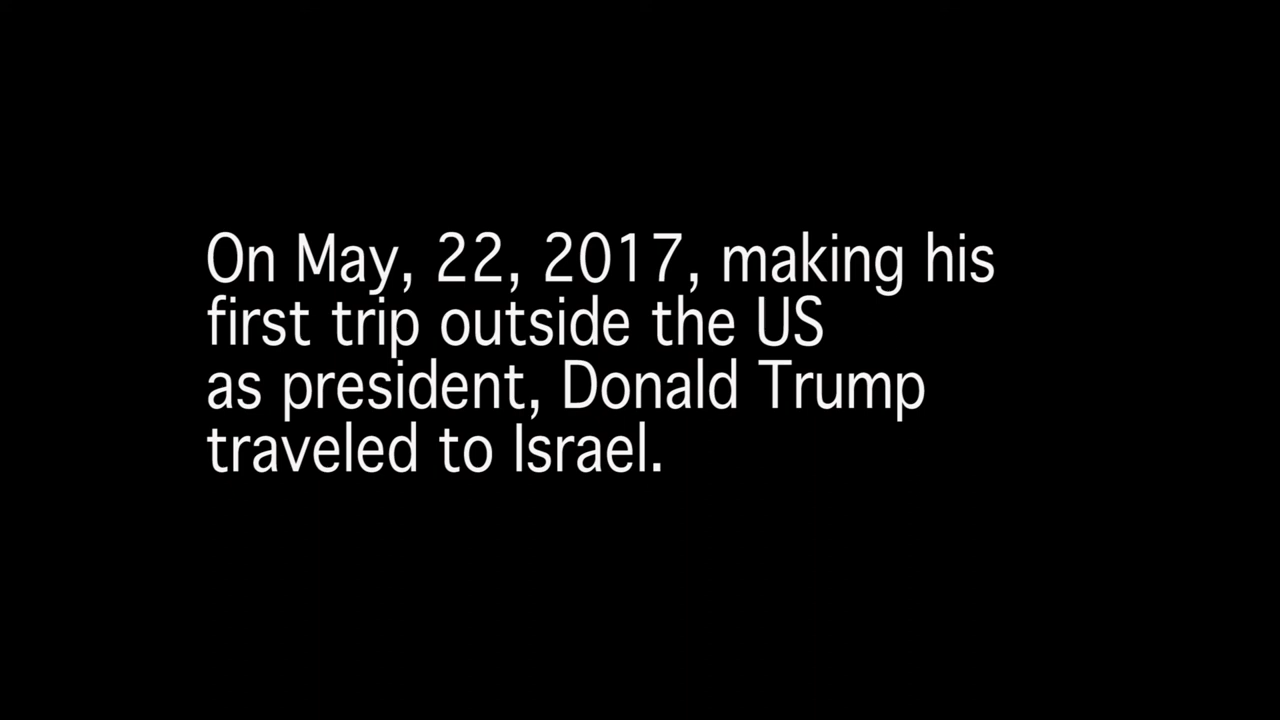 On May, 22, 2017, making his
first trip outside the US
as president, Donald Trump
traveled to Israel.